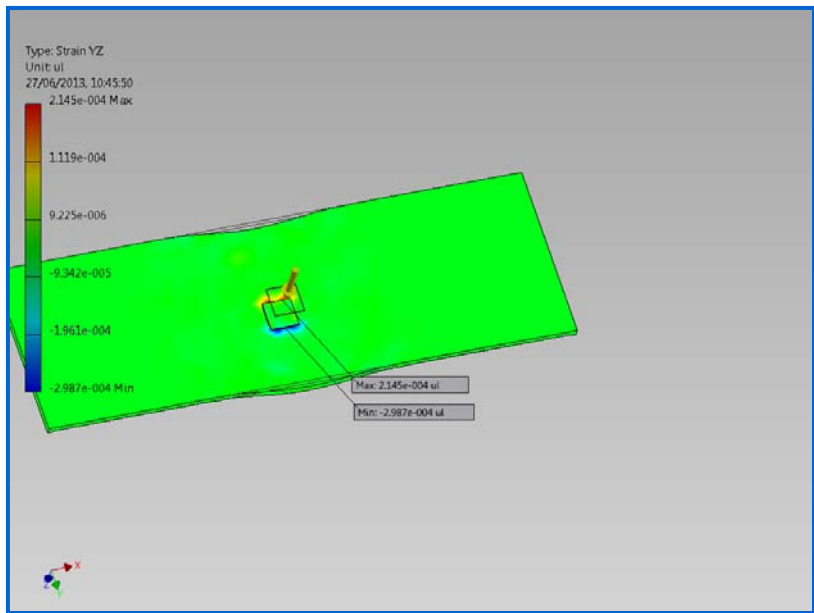 Type: Strain YZ
Unit: ul
27/06/2013, 10:45:50
2.145e-004 Max
1.119e-004
9.225e-006
-9.342e-005
-1.961e-004
-2.987e-004 Min
Max: 2.145e-004 ul
Min: -2.987e-004 ul
X
Z
Y